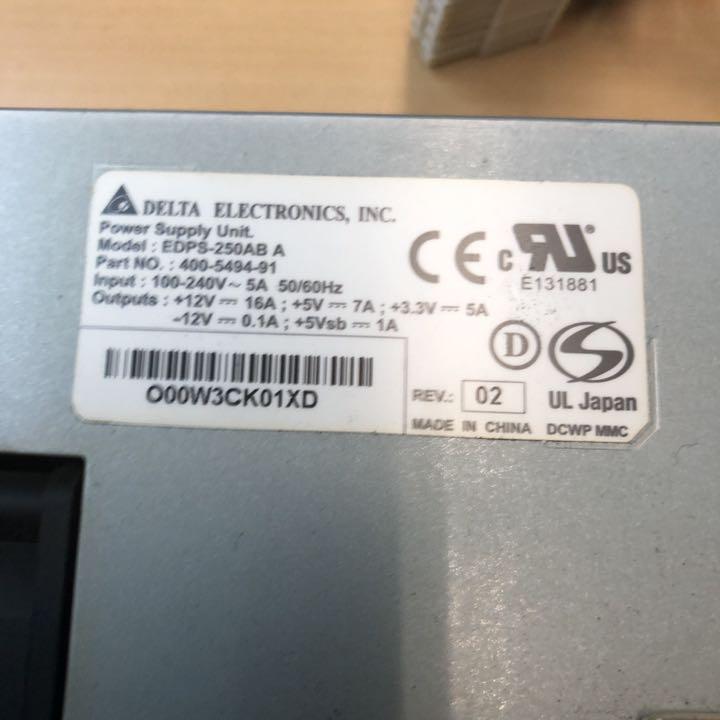 DELTA ELECTRONICS, INC.
Power Supply Unit.
Model : EDPS-250AB A
Part NO. : 400-5494-91
Input : 100-240V~ 5A 50/60Hz
Outputs : +12V ⎓ 16A ; +5V ⎓ 7A ; +3.3V ⎓ 5A
-12V ⎓ 0.1A ; +5Vsb ⎓ 1A
O00W3CK01XD
CE
C RU ® US
E131881
D
S
UL Japan
REV.: 02
MADE IN CHINA DCWP MMC